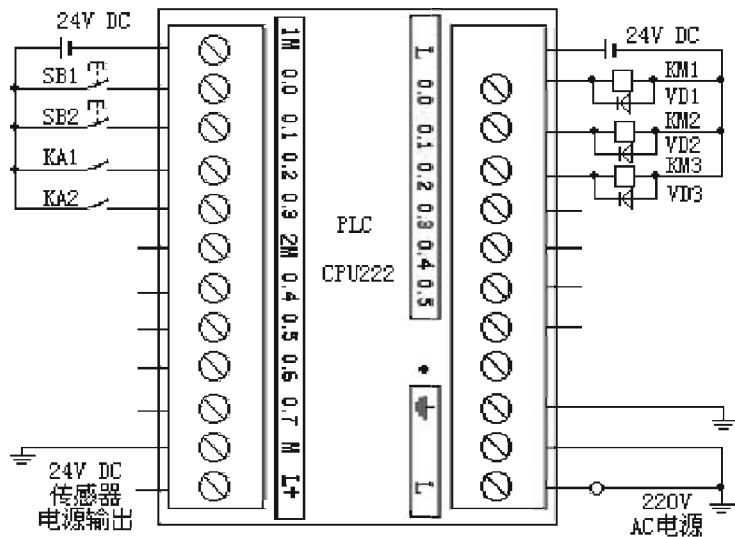 24V DC
SB1
SB2
KA1
KA2
24V DC
传感器
电源输出
1M 0.0 0.1 0.2 0.3 2M 0.4 0.5 0.6 0.7 M L+
PLC
CPU222
L 0.0 0.1 0.2 0.3 0.4 0.5
L
24V DC
KM1
VD1
KM2
VD2
KM3
VD3
220V
AC电源